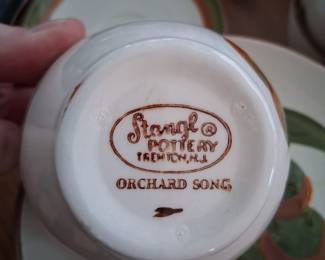 Stangl ®
POTTERY
TRENTON, N.J.
ORCHARD SONG